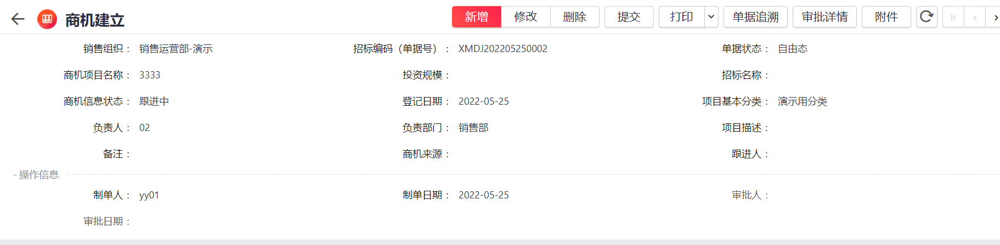 商机建立 新增 修改 删除 提交 打印 单据追溯 审批详情 附件
销售组织： 销售运营部-演示 招标编码（单据号）： XMDJ202205250002 单据状态： 自由态
商机项目名称： 3333 投资规模： 招标名称：
商机信息状态： 跟进中 登记日期： 2022-05-25 项目基本分类： 演示用分类
负责人： 02 负责部门： 销售部 项目描述：
备注： 商机来源： 跟进人：
- 操作信息
制单人： yy01 制单日期： 2022-05-25 审批人：
审批日期：